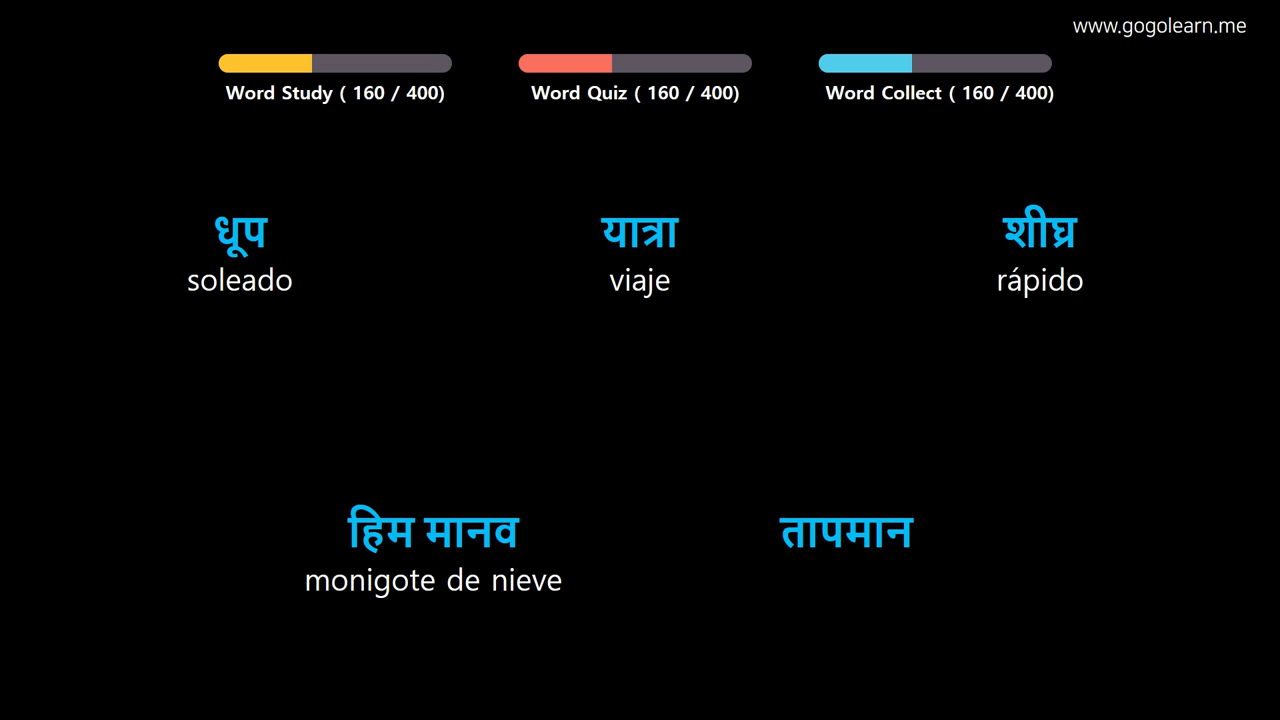 www.gogolearn.me
Word Study ( 160 / 400)
Word Quiz ( 160 / 400)
Word Collect ( 160 / 400)
धूप
soleado
यात्रा
viaje
शीघ्र
rápido
हिम मानव
monigote de nieve
तापमान